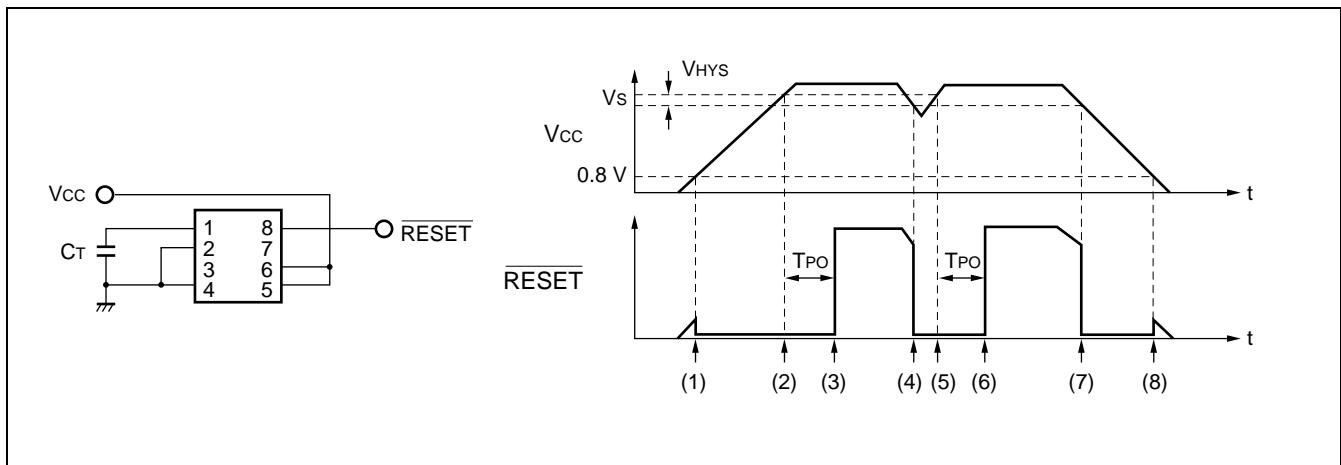 Vcc
CT
1 8
2 7
3 6
4 5
RESET
VHYS
Vs
Vcc
0.8 V
t
RESET
TPO
TPO
t
(1) (2) (3) (4) (5) (6) (7) (8)